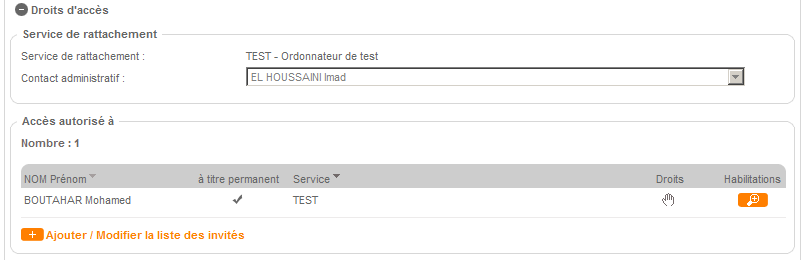 Droits d'accès
Service de rattachement
Service de rattachement : TEST - Ordonnateur de test
Contact administratif : EL HOUSSAINI Imad
Accès autorisé à
Nombre : 1
NOM Prénom à titre permanent Service Droits Habilitations
BOUTAHAR Mohamed TEST
Ajouter / Modifier la liste des invités